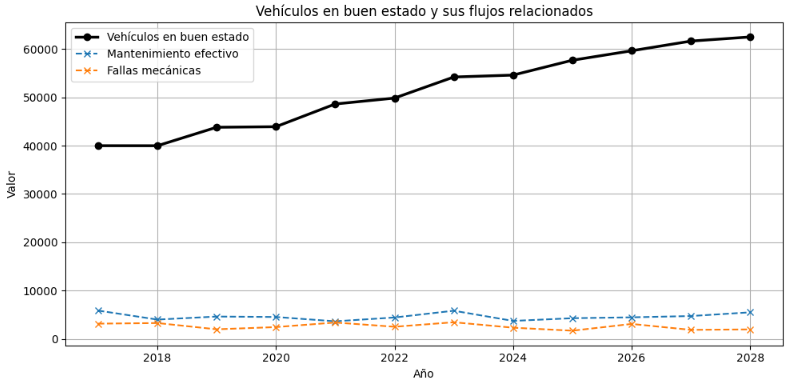 Vehículos en buen estado y sus flujos relacionados
Vehículos en buen estado
Mantenimiento efectivo
Fallas mecánicas
Valor
60000
50000
40000
30000
20000
10000
0
2018 2020 2022 2024 2026 2028
Año